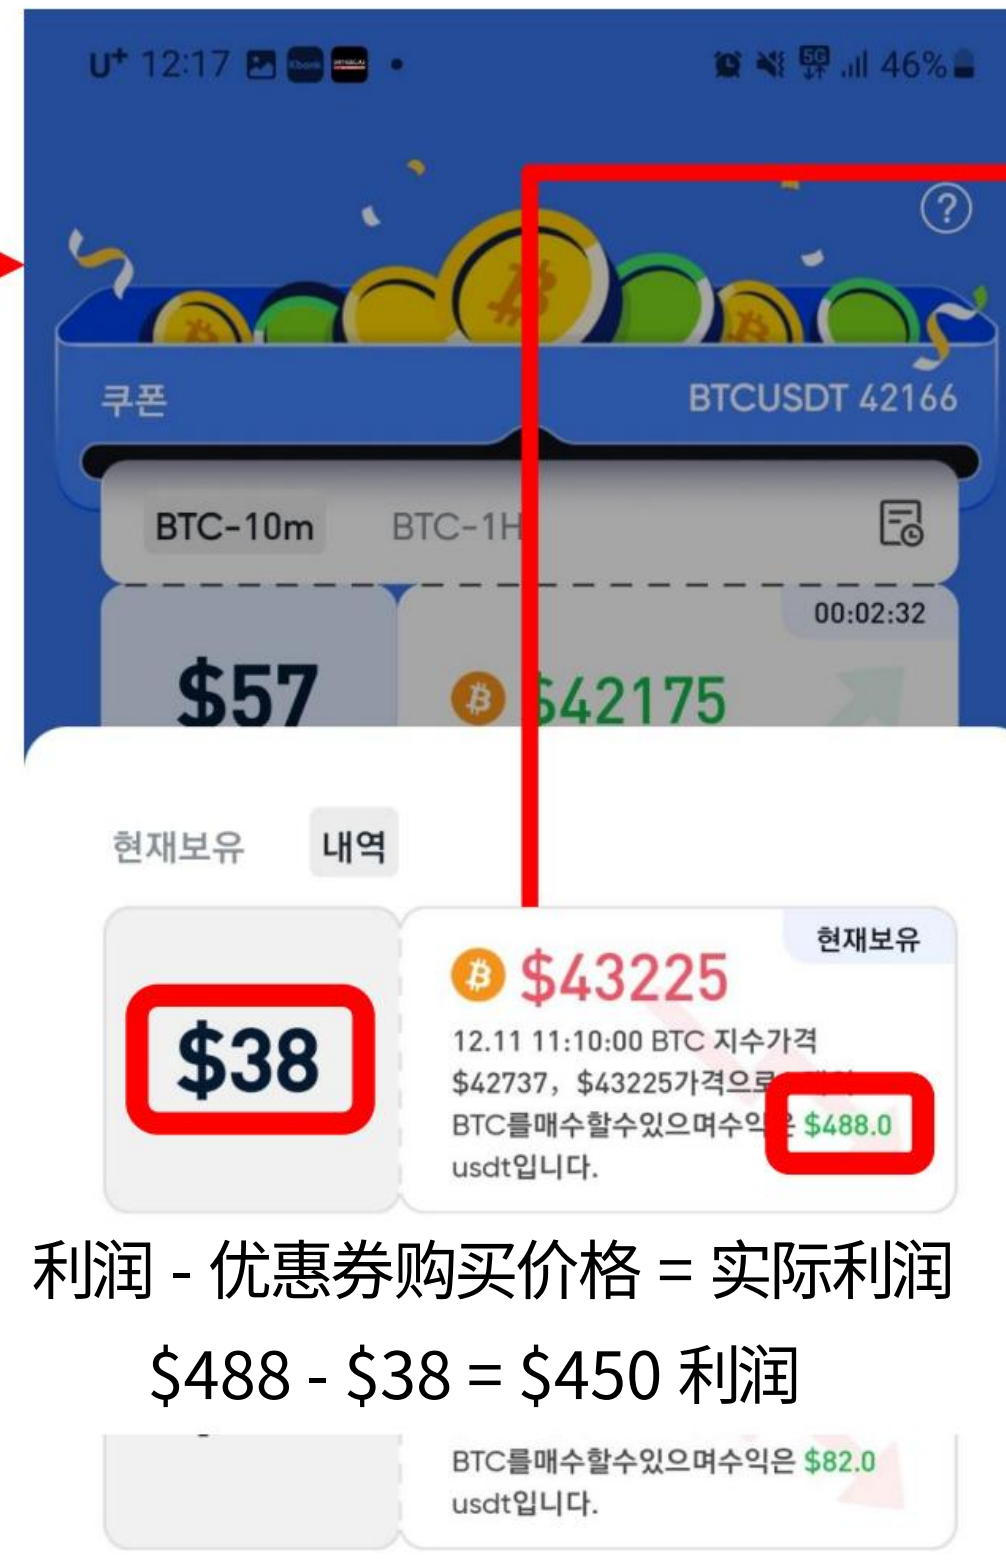 U+ 12:17
5G 46%
?
쿠폰 BTCUSDT 42166
BTC-10m BTC-1H
00:02:32
$57 $42175
현재보유 내역
현재보유
$38 $43225
12.11 11:10:00 BTC 지수가격
$42737, $43225가격으로
BTC를매수할수있으며수익은 $488.0
usdt입니다.
利润 - 优惠券购买价格 = 实际利润
$488 - $38 = $450 利润
BTC를매수할수있으며수익은 $82.0
usdt입니다.